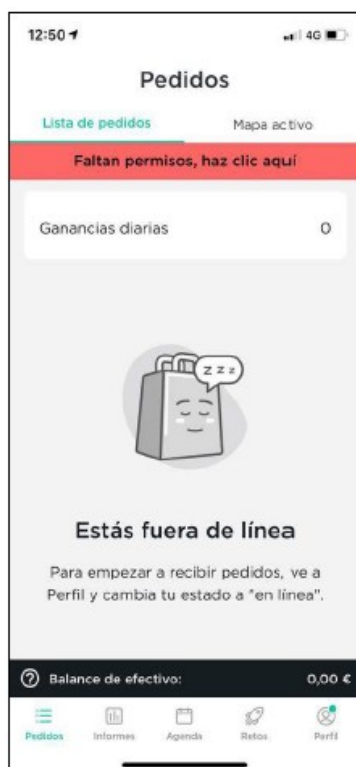 12:50
4G
Pedidos
Lista de pedidos
Mapa activo
Faltan permisos, haz clic aquí
Ganancias diarias 0
z z z
Estás fuera de línea
Para empezar a recibir pedidos, ve a
Perfil y cambia tu estado a "en línea".
? Balance de efectivo: 0,00 €
Pedidos Informes Agenda Retos Perfil